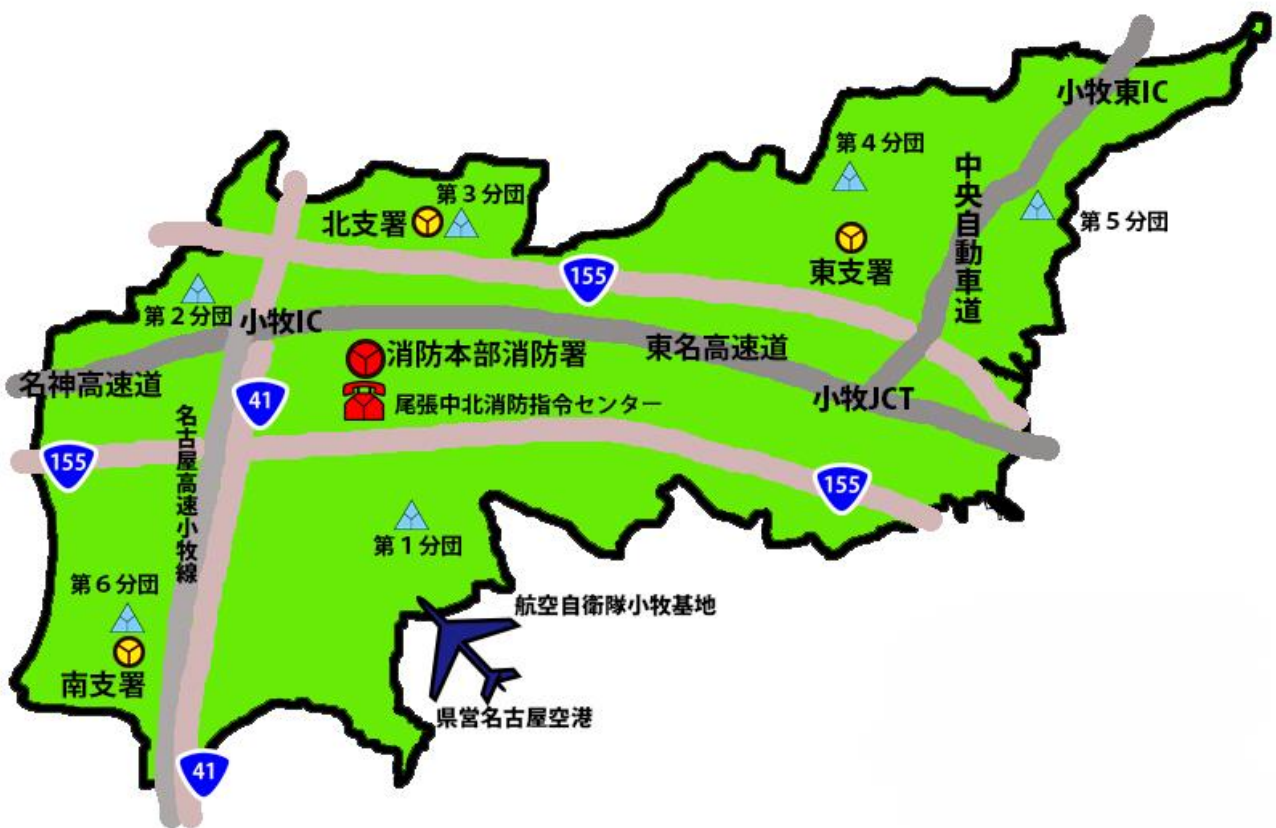 小牧東IC
第4分団
中央自動車道
第3分団
北支署
第5分団
東支署
155
第2分団
小牧IC
消防本部消防署
東名高速道
名神高速道
小牧JCT
41
尾張中北消防指令センター
名古屋高速小牧線
155
155
第1分団
第6分団
航空自衛隊小牧基地
南支署
県営名古屋空港
41